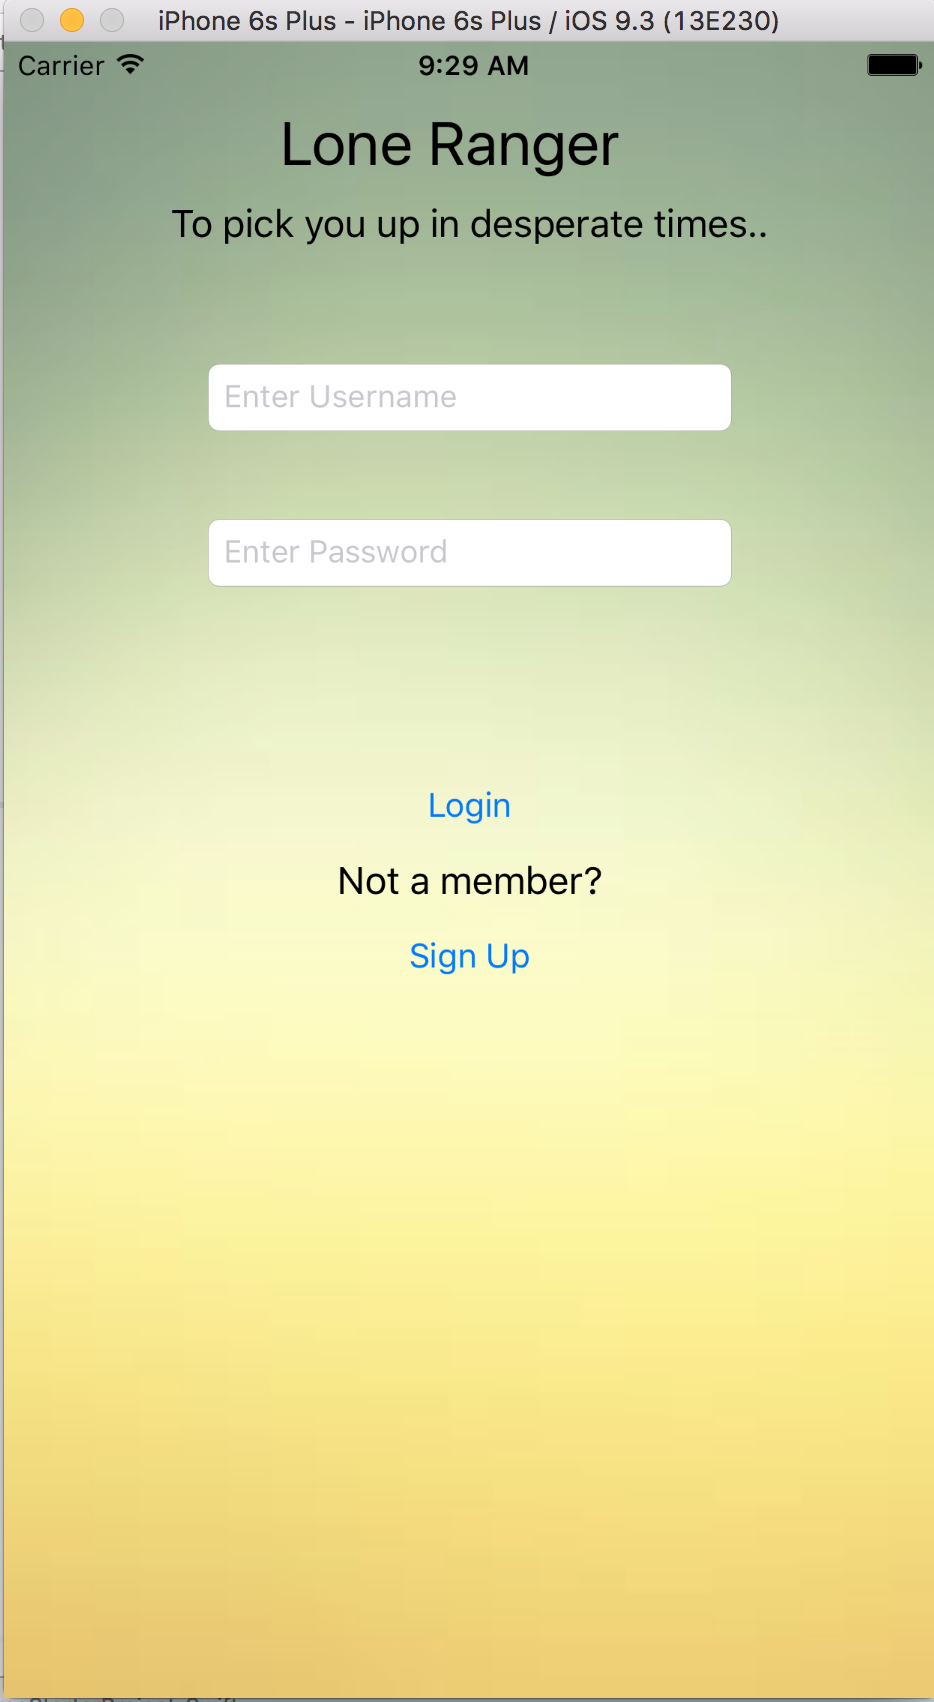 iPhone 6s Plus - iPhone 6s Plus / iOS 9.3 (13E230)
Carrier 9:29 AM
Lone Ranger
To pick you up in desperate times..
Enter Username
Enter Password
Login
Not a member?
Sign Up